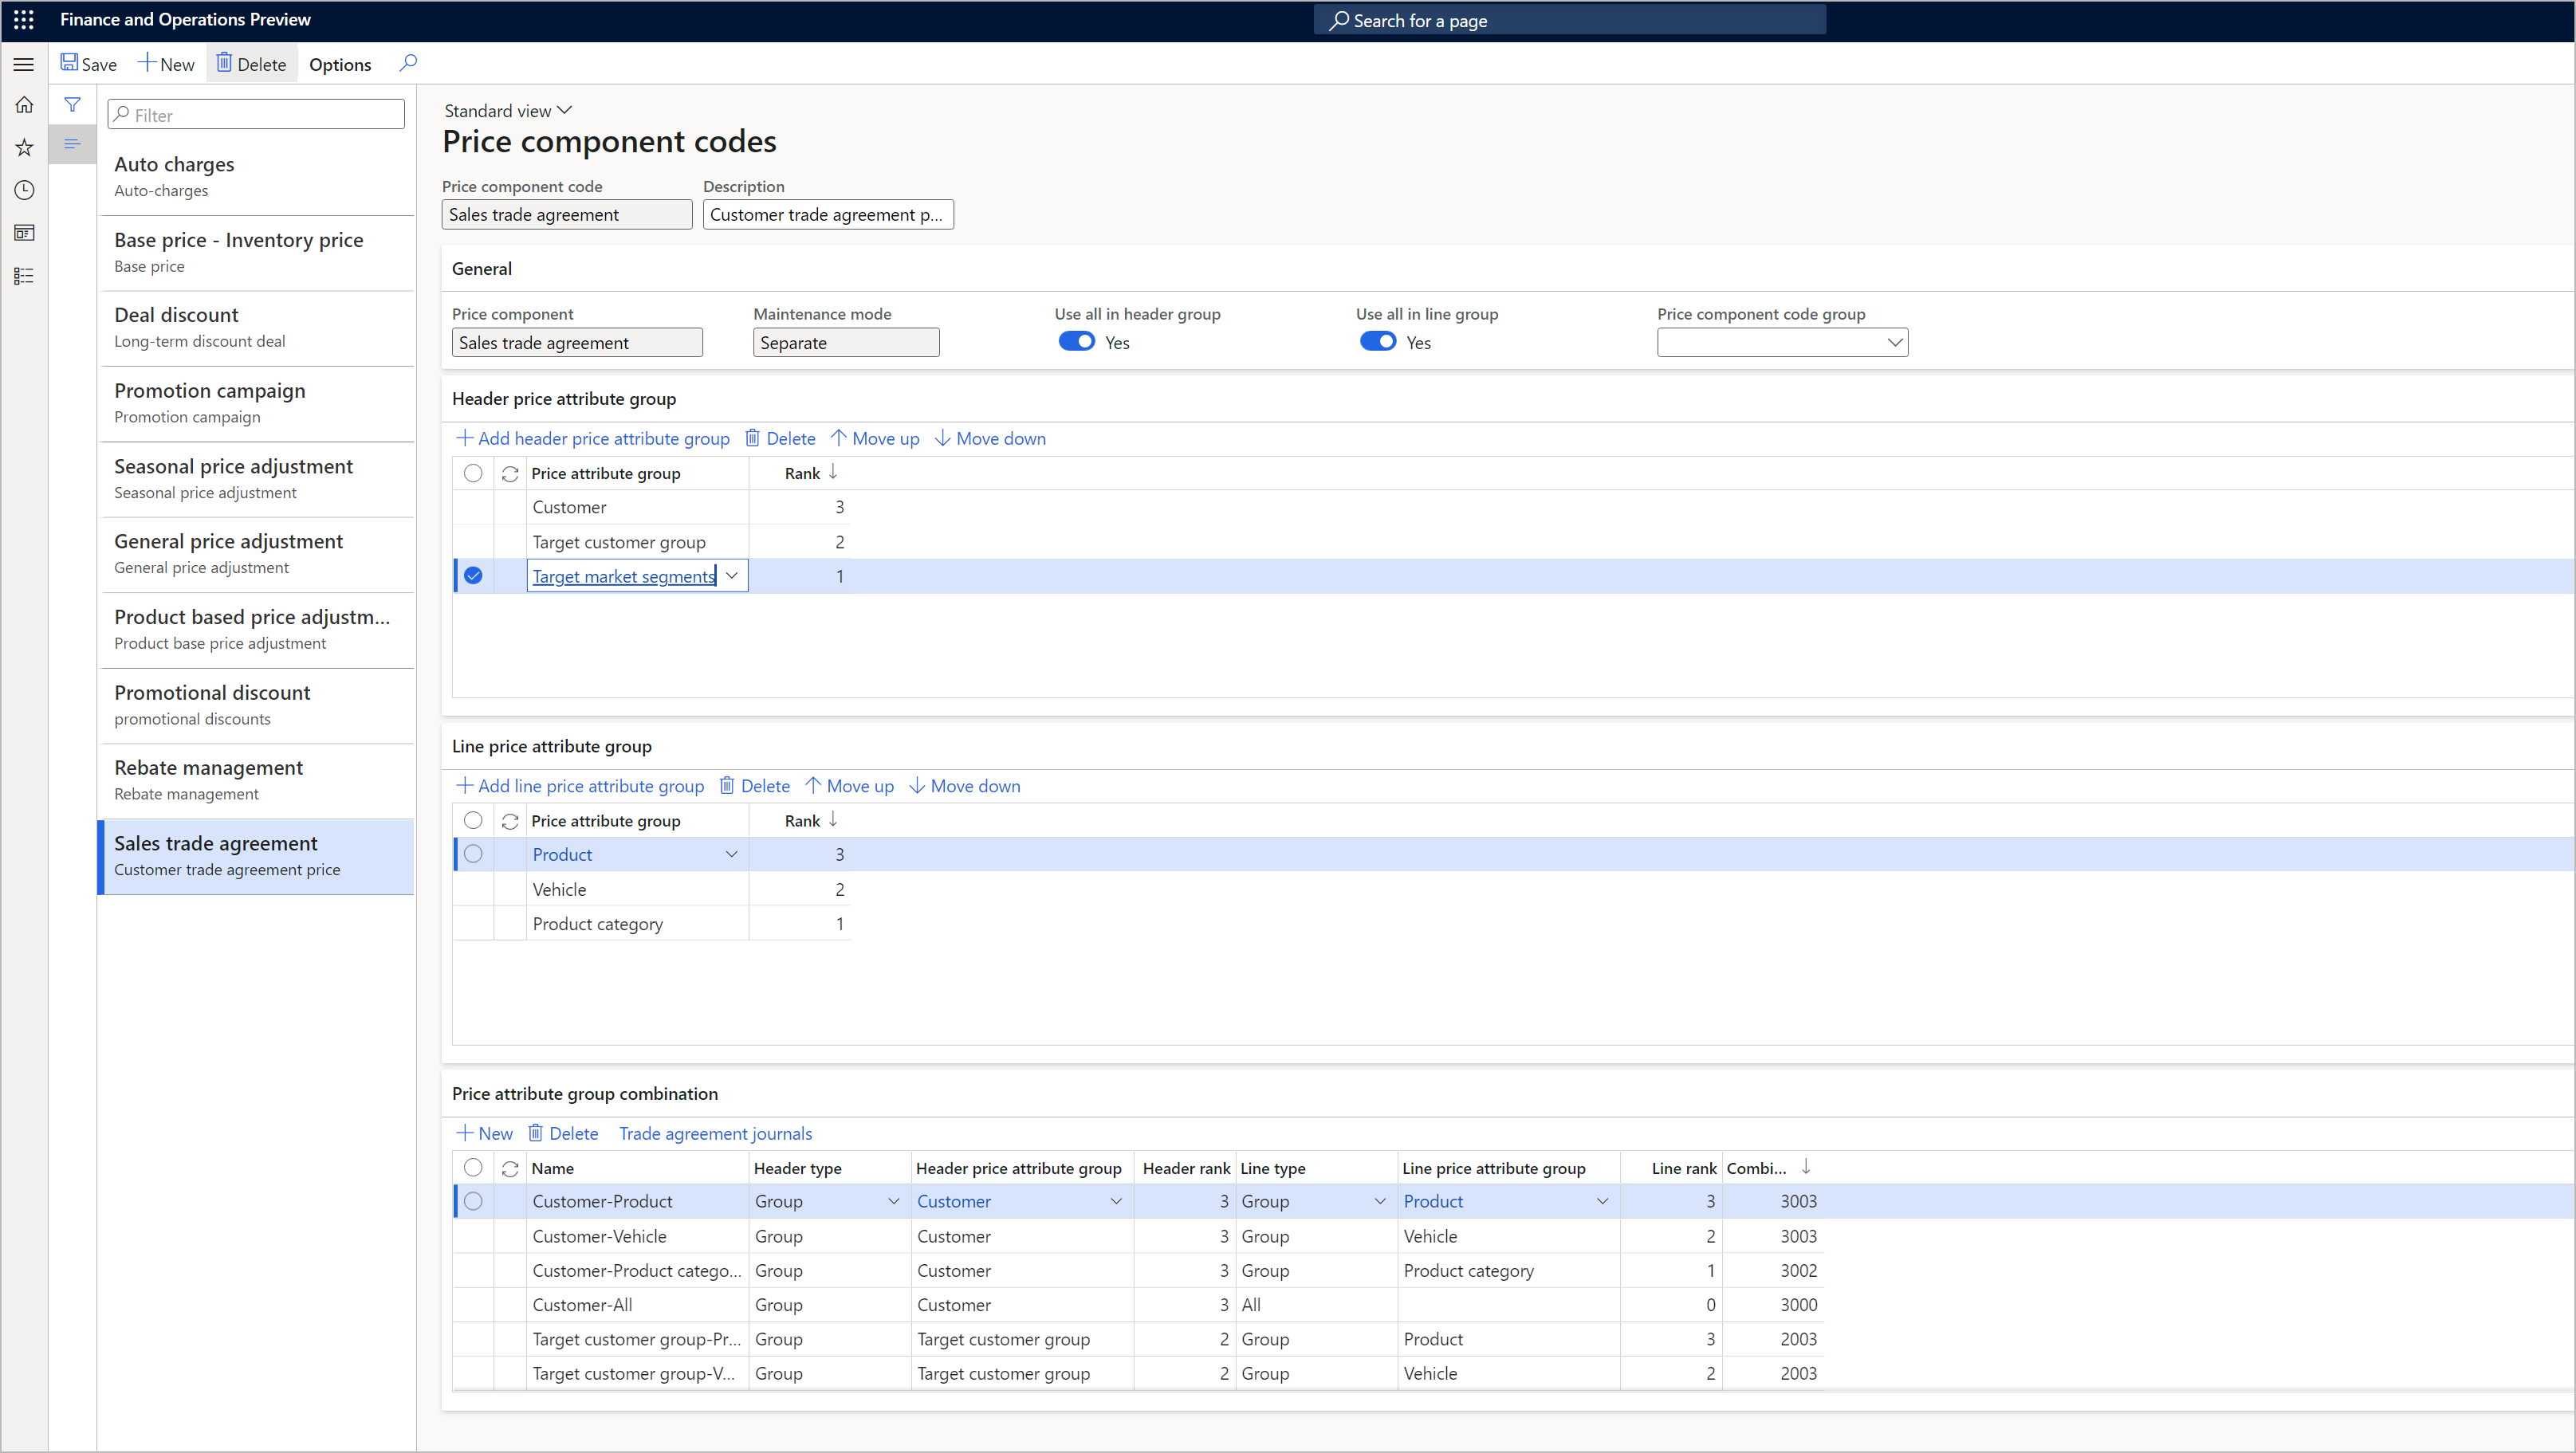 Finance and Operations Preview
Search for a page
Save New Delete Options
Filter
Auto charges
Auto-charges
Base price - Inventory price
Base price
Deal discount
Long-term discount deal
Promotion campaign
Promotion campaign
Seasonal price adjustment
Seasonal price adjustment
General price adjustment
General price adjustment
Product based price adjustm...
Product base price adjustment
Promotional discount
promotional discounts
Rebate management
Rebate management
Sales trade agreement
Customer trade agreement price
Standard view
Price component codes
Price component code Description
Sales trade agreement Customer trade agreement p...
General
Price component Maintenance mode Use all in header group Use all in line group Price component code group
Sales trade agreement Separate Yes Yes
Header price attribute group
Add header price attribute group Delete Move up Move down
Price attribute group Rank
Customer 3
Target customer group 2
Target market segments 1
Line price attribute group
Add line price attribute group Delete Move up Move down
Price attribute group Rank
Product 3
Vehicle 2
Product category 1
Price attribute group combination
New Delete Trade agreement journals
Name Header type Header price attribute group Header rank Line type Line price attribute group Line rank Combi...
Customer-Product Group Customer 3 Group Product 3 3003
Customer-Vehicle Group Customer 3 Group Vehicle 2 3003
Customer-Product catego... Group Customer 3 Group Product category 1 3002
Customer-All Group Customer 3 All 0 3000
Target customer group-Pr... Group Target customer group 2 Group Product 3 2003
Target customer group-V... Group Target customer group 2 Group Vehicle 2 2003